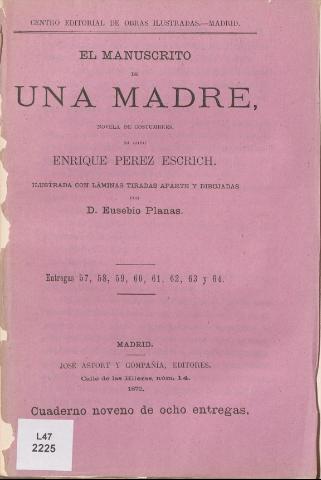 CENTRO EDITORIAL DE OBRAS ILUSTRADAS.—MADRID.
EL MANUSCRITO
DE
UNA MADRE,
NOVELA DE COSTUMBRES,
ENRIQUE PEREZ ESCRICH.
ILUSTRADA CON LÁMINAS TIRADAS APARTE Y DIBUJADAS
POR
D. Eusebio Planas.
Entregas 57, 58, 59, 60, 61, 62, 63 y 64.
MADRID.
JOSÉ ASTORT Y COMPAÑÍA, EDITORES.
Calle de las Hileras, núm. 14.
1872.
Cuaderno noveno de ocho entregas.
L47
2225